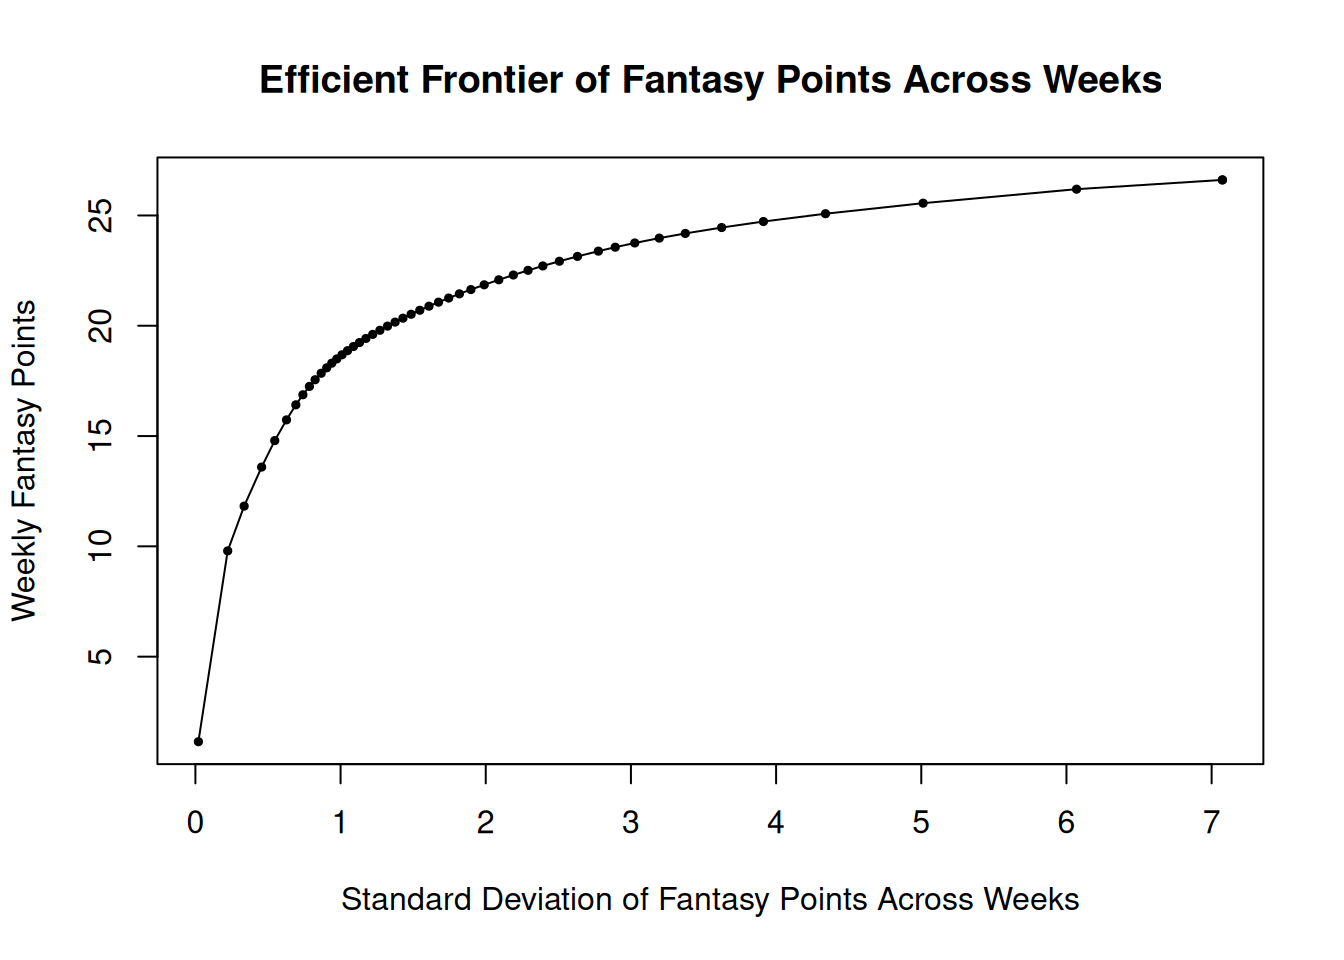 Efficient Frontier of Fantasy Points Across Weeks
Weekly Fantasy Points
25
20
15
10
5
0 1 2 3 4 5 6 7
Standard Deviation of Fantasy Points Across Weeks